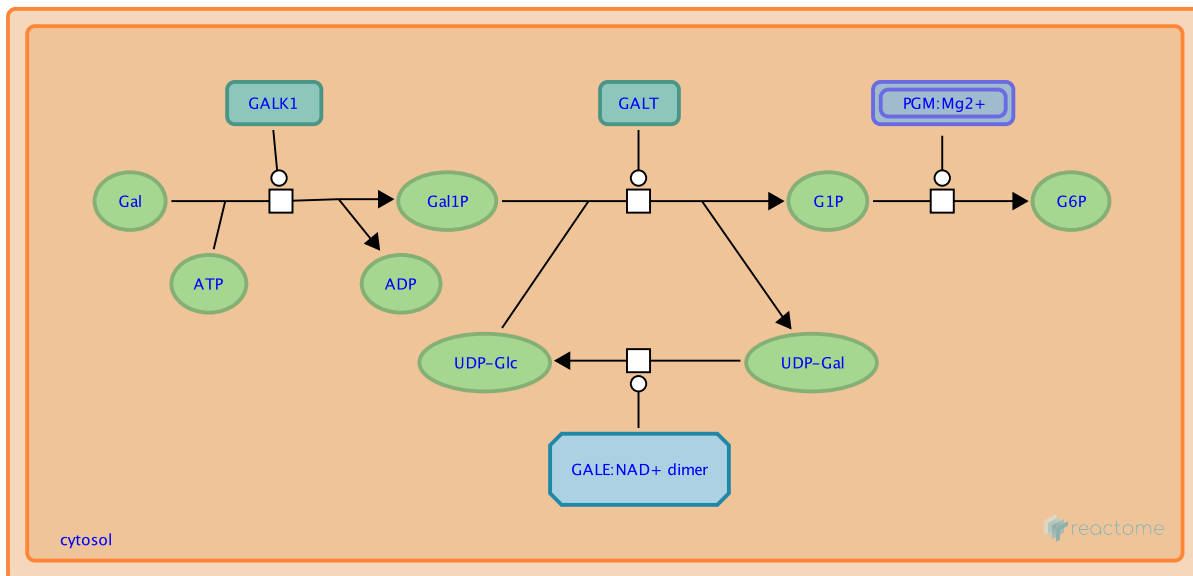 GALK1
GALT
PGM:Mg2+
Gal
Gal1P
G1P
G6P
ATP
ADP
UDP-Glc
UDP-Gal
GALE:NAD+ dimer
cytosol
reactome